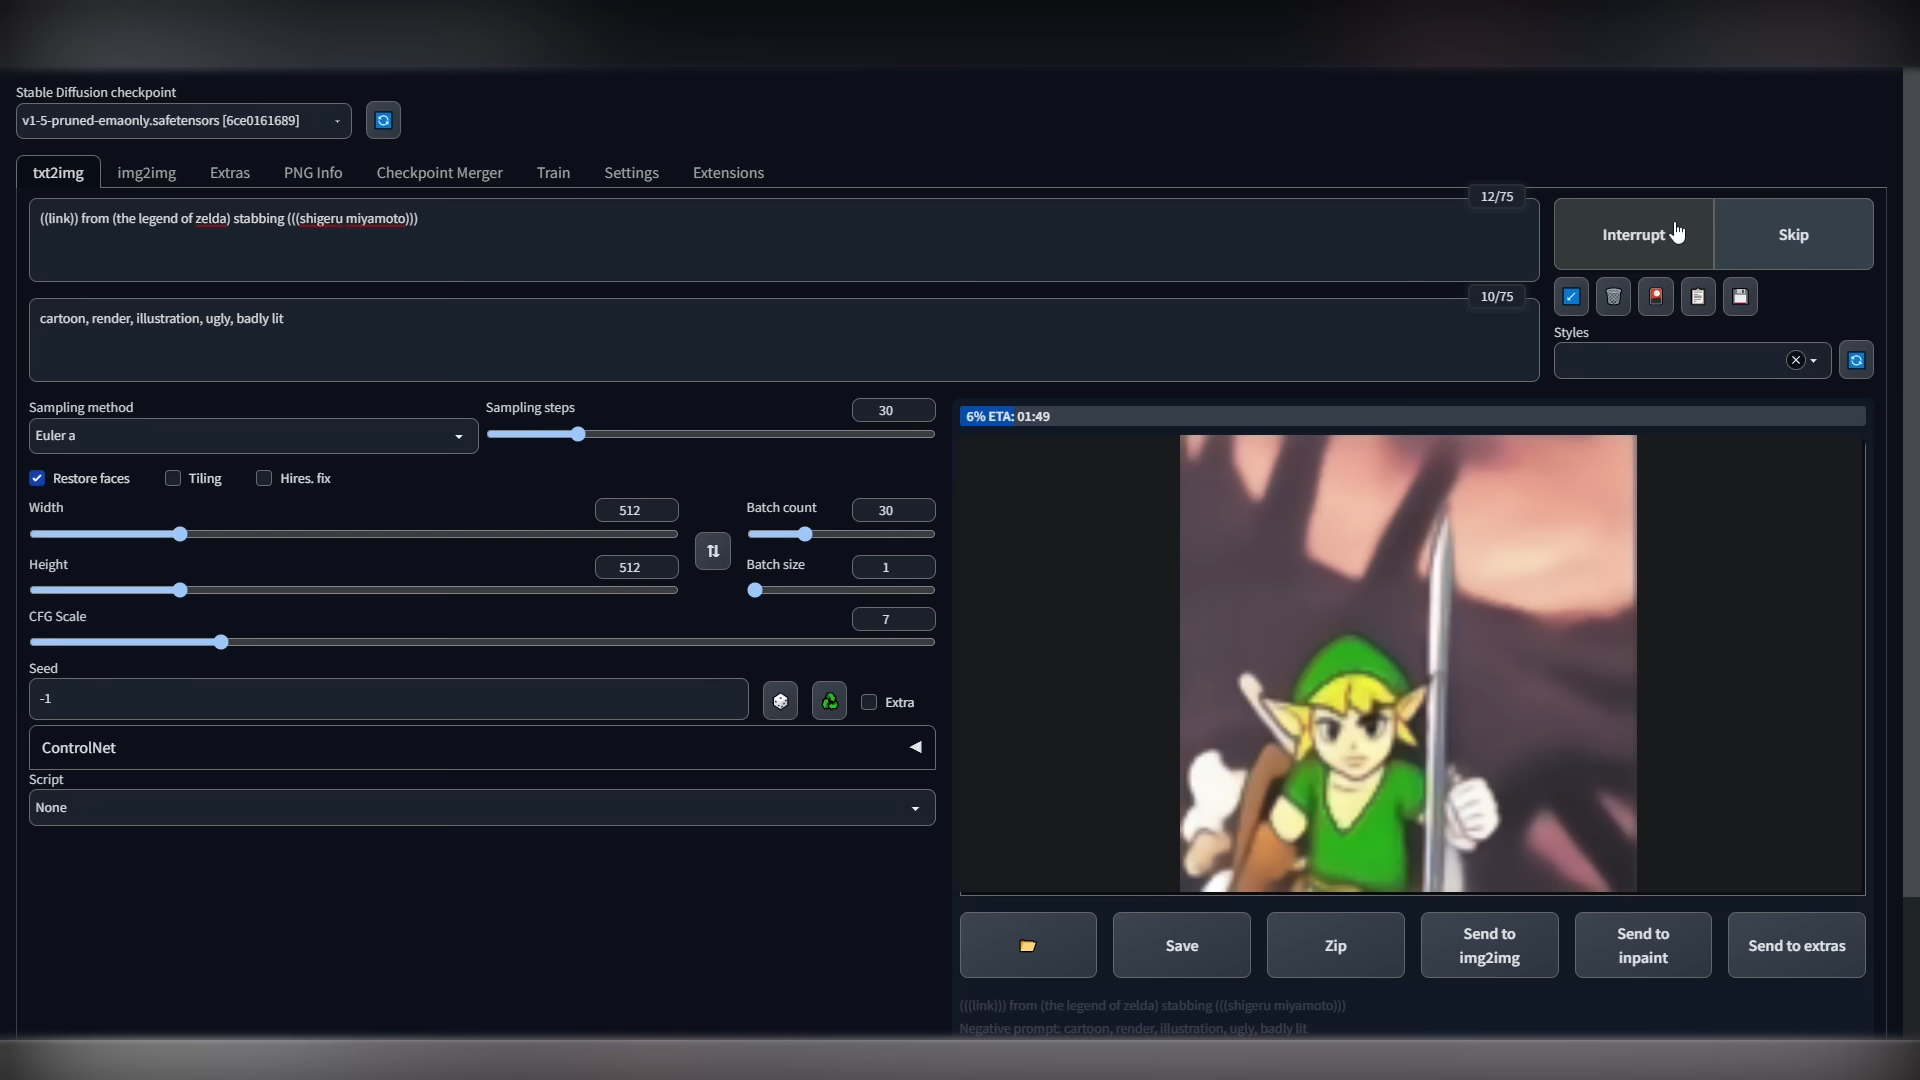 Stable Diffusion checkpoint
v1-5-pruned-emaonly.safetensors [6ce0161689]
txt2img
img2img
Extras
PNG Info
Checkpoint Merger
Train
Settings
Extensions
12/75
((link)) from (the legend of zelda) stabbing (((shigeru miyamoto)))
Interrupt
Skip
10/75
cartoon, render, illustration, ugly, badly lit
Styles
Sampling method
Euler a
Sampling steps
30
Restore faces
Tiling
Hires. fix
Width
512
Height
512
Batch count
30
Batch size
1
CFG Scale
7
Seed
-1
Extra
ControlNet
Script
None
6% ETA: 01:49
Save
Zip
Send to
img2img
Send to
inpaint
Send to extras
(((link))) from (the legend of zelda) stabbing (((shigeru miyamoto)))
Negative prompt: cartoon, render, illustration, ugly, badly lit